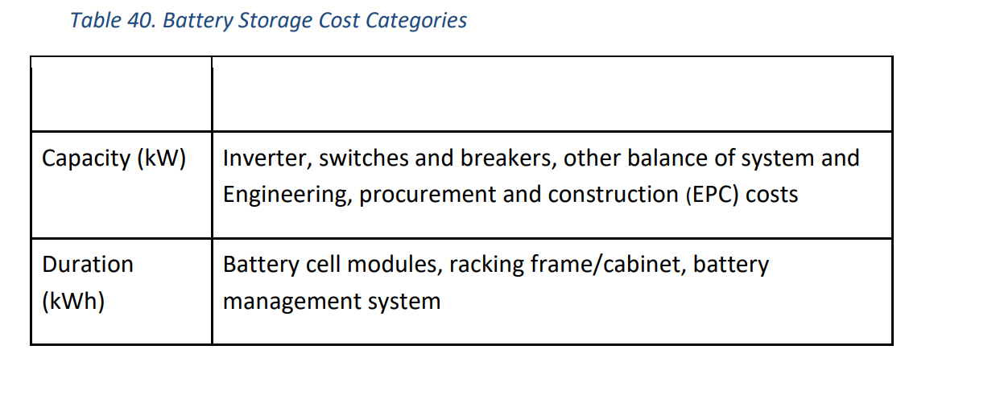 Table 40. Battery Storage Cost Categories
Capacity (kW)
Inverter, switches and breakers, other balance of system and
Engineering, procurement and construction (EPC) costs
Duration
(kWh)
Battery cell modules, racking frame/cabinet, battery
management system